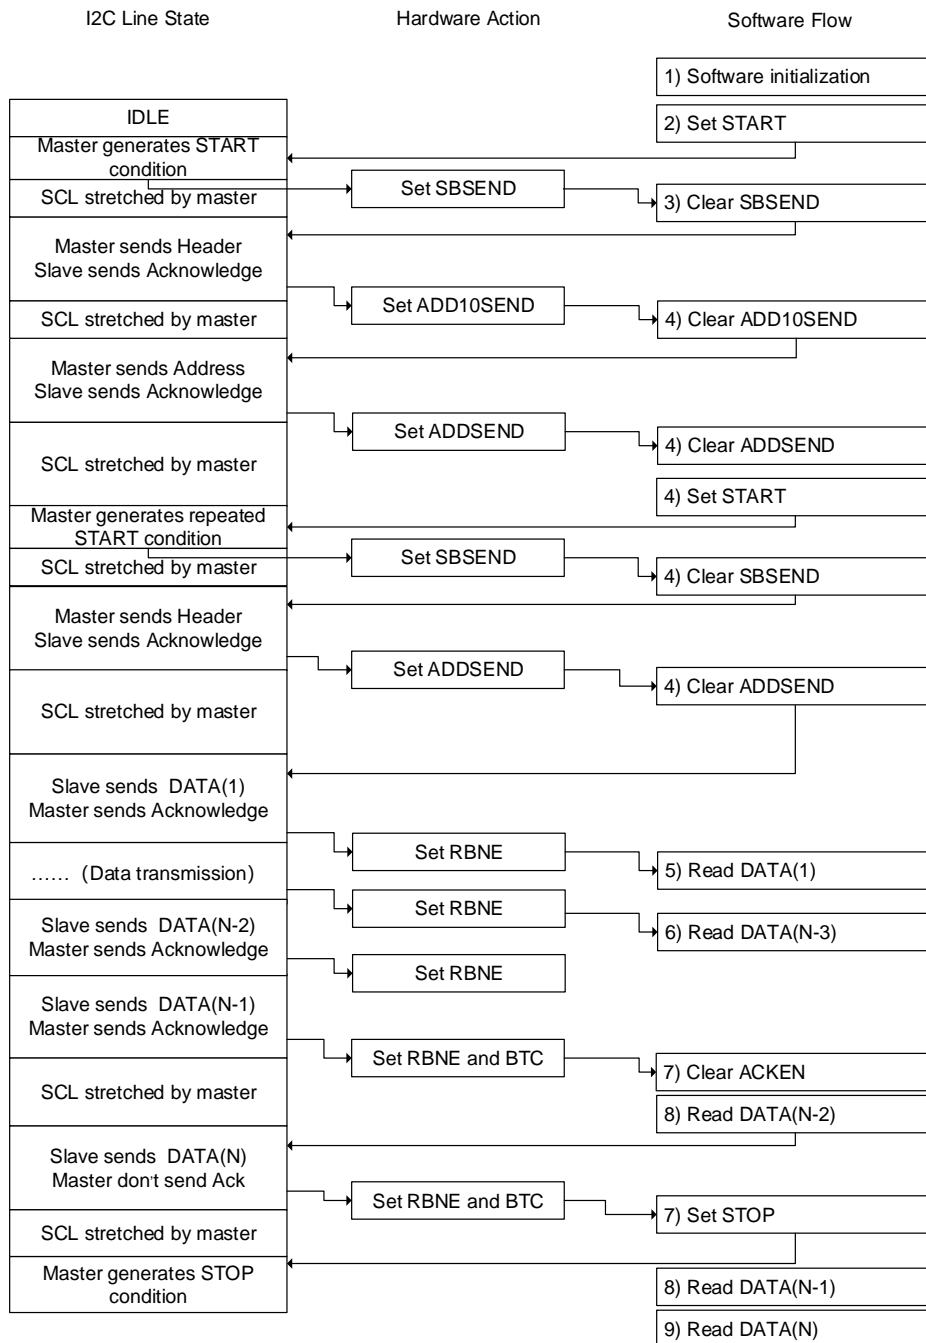 I2C Line State
Hardware Action
Software Flow
1) Software initialization
IDLE
2) Set START
Master generates START
condition
SCL stretched by master
Set SBSEND
3) Clear SBSEND
Master sends Header
Slave sends Acknowledge
Set ADD10SEND
SCL stretched by master
4) Clear ADD10SEND
Master sends Address
Slave sends Acknowledge
Set ADDSEND
4) Clear ADDSEND
SCL stretched by master
4) Set START
Master generates repeated
START condition
SCL stretched by master
Set SBSEND
4) Clear SBSEND
Master sends Header
Slave sends Acknowledge
Set ADDSEND
4) Clear ADDSEND
SCL stretched by master
Slave sends DATA(1)
Master sends Acknowledge
Set RBNE
5) Read DATA(1)
…… (Data transmission)
Set RBNE
6) Read DATA(N-3)
Slave sends DATA(N-2)
Master sends Acknowledge
Set RBNE
Slave sends DATA(N-1)
Master sends Acknowledge
Set RBNE and BTC
7) Clear ACKEN
SCL stretched by master
8) Read DATA(N-2)
Slave sends DATA(N)
Master don't send Ack
Set RBNE and BTC
7) Set STOP
SCL stretched by master
Master generates STOP
condition
8) Read DATA(N-1)
9) Read DATA(N)